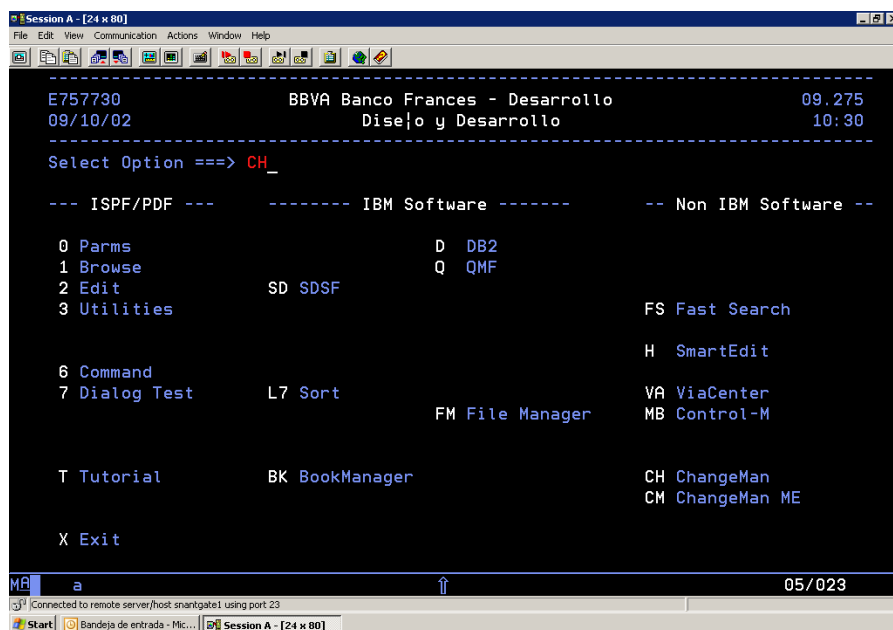 Session A - [24 x 80]
File Edit View Communication Actions Window Help
E757730 BBVA Banco Frances - Desarrollo 09.275
09/10/02 Dise¦o y Desarrollo 10:30
Select Option ===> CH_
--- ISPF/PDF --- -------- IBM Software ------- -- Non IBM Software --
0 Parms D DB2
1 Browse Q QMF
2 Edit SD SDSF
3 Utilities FS Fast Search
H SmartEdit
6 Command
7 Dialog Test L7 Sort VA ViaCenter
FM File Manager MB Control-M
T Tutorial BK BookManager CH ChangeMan
CM ChangeMan ME
X Exit
MA a 05/023
Connected to remote server/host snantgate1 using port 23
Start Bandeja de entrada - Mic... Session A - [24 x 80]